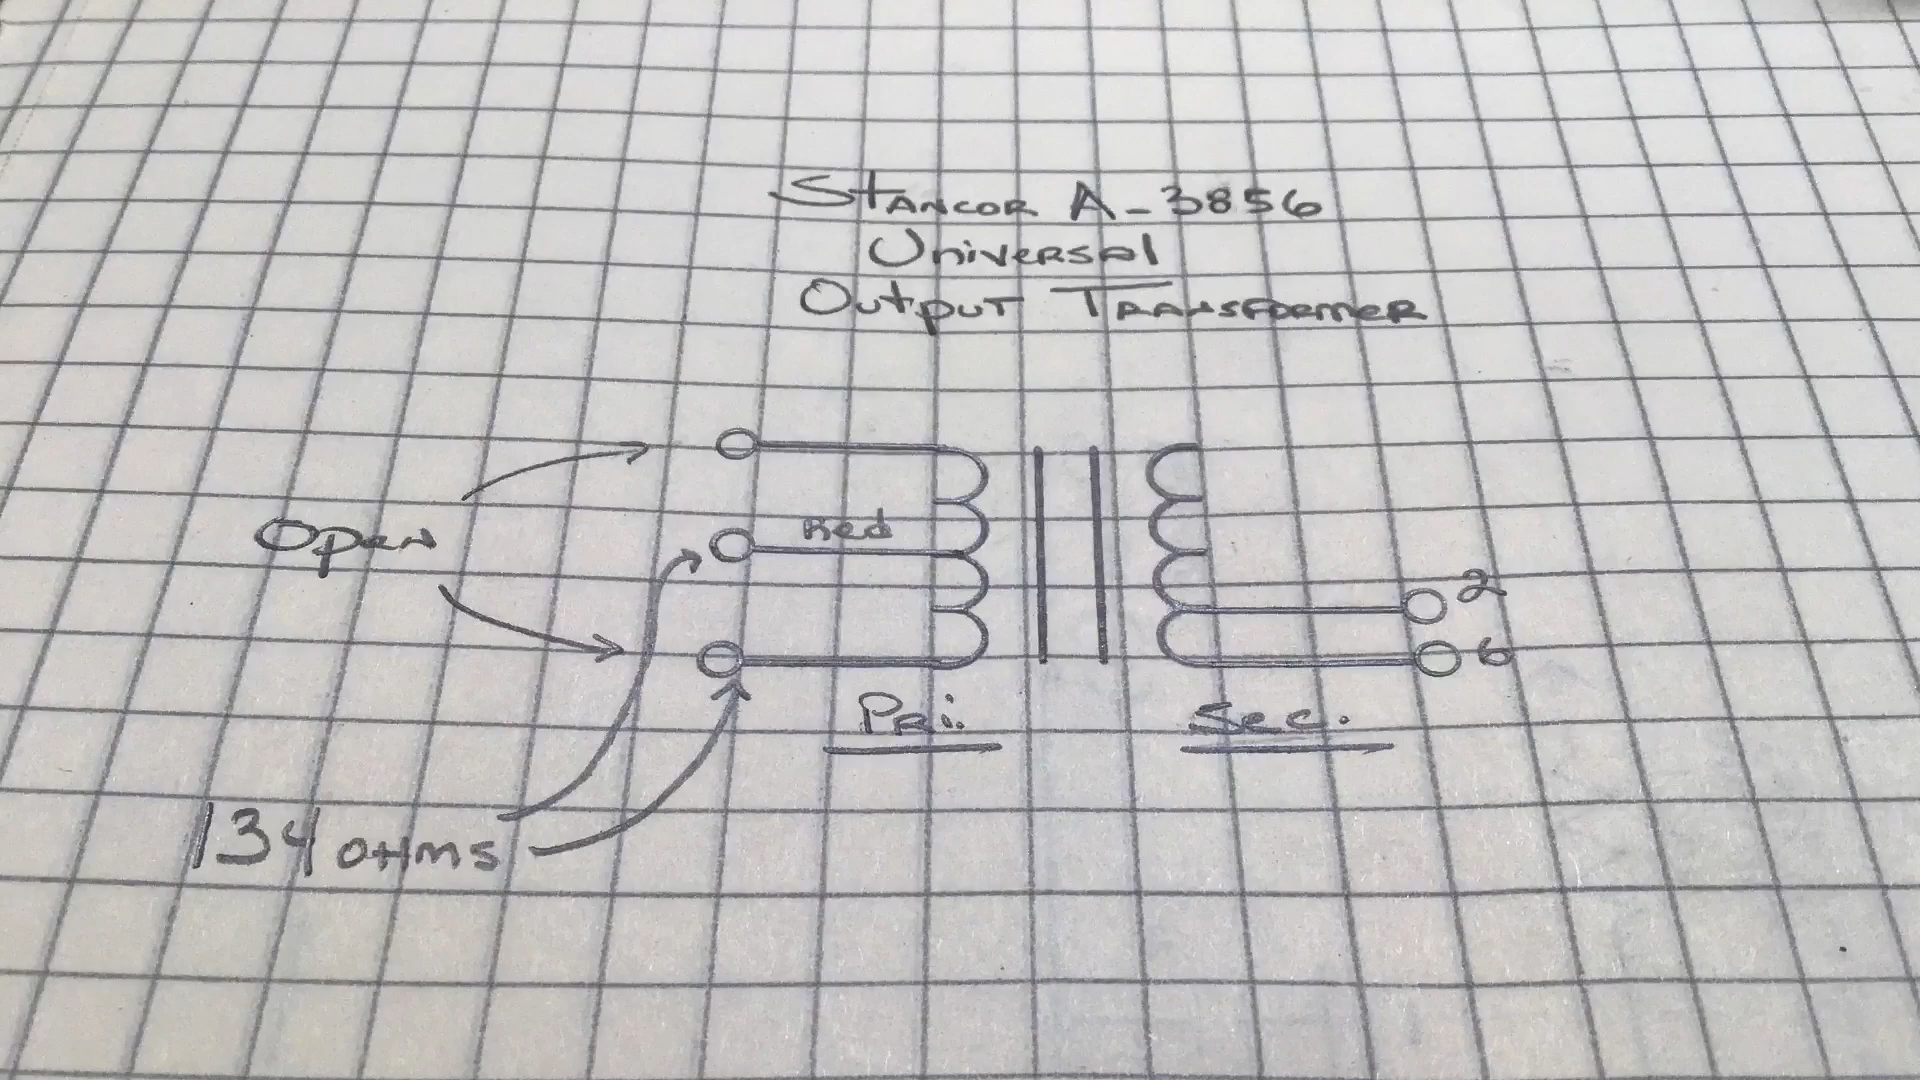 Stancor A-3856
Universal
Output Transformer
Open
Red
2
6
Pri.
Sec.
134 ohms